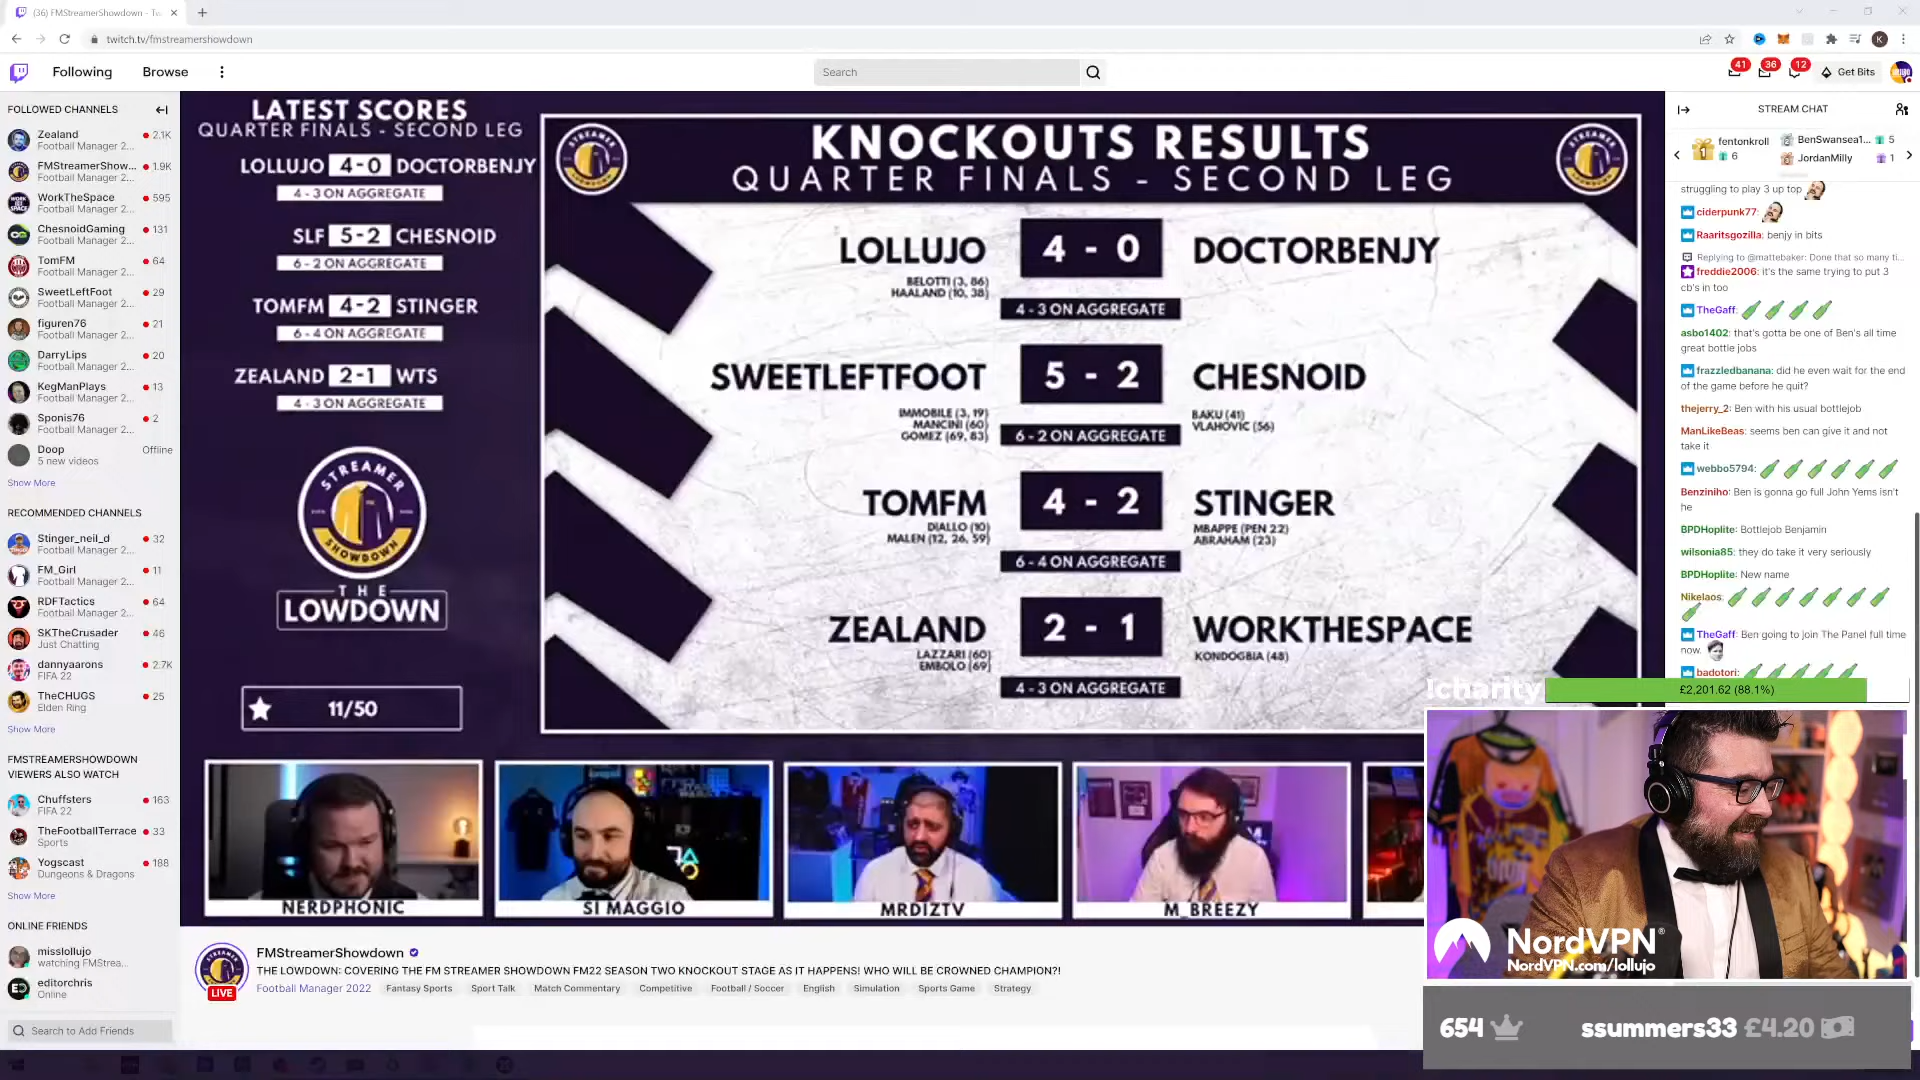 (36) FMStreamerShowdown - Tw
twitch.tv/fmstreamershowdown
Following
Browse
Search
41
36
12
Get Bits
K
FOLLOWED CHANNELS
Zealand
2.1K
Football Manager 2...
FMStreamerShow...
1.9K
Football Manager 2...
WorkTheSpace
595
Football Manager 2...
ChesnoidGaming
131
Football Manager 2...
TomFM
64
Football Manager 2...
SweetLeftFoot
29
Football Manager 2...
figuren76
21
Football Manager 2...
DarryLips
20
Football Manager 2...
KegManPlays
13
Football Manager 2...
Sponis76
2
Football Manager 2...
Doop
Offline
5 new videos
Show More
RECOMMENDED CHANNELS
Stinger_neil_d
32
Football Manager 2...
FM_Girl
11
Football Manager 2...
RDFTactics
64
Football Manager 2...
SKTheCrusader
46
Just Chatting
dannyaarons
2.7K
FIFA 22
TheCHUGS
25
Elden Ring
Show More
FMSTREAMERSHOWDOWN
VIEWERS ALSO WATCH
Chuffsters
163
FIFA 22
TheFootballTerrace
33
Sports
Yogscast
188
Dungeons & Dragons
Show More
ONLINE FRIENDS
misslollujo
watching FMStrea...
editorchris
Online
Search to Add Friends
LATEST SCORES
QUARTER FINALS - SECOND LEG
LOLLUJO 4-0 DOCTORBENJY
4 - 3 ON AGGREGATE
SLF 5-2 CHESNOID
6 - 2 ON AGGREGATE
TOMFM 4-2 STINGER
6 - 4 ON AGGREGATE
ZEALAND 2-1 WTS
4 - 3 ON AGGREGATE
STREAMER
SHOWDOWN
THE
LOWDOWN
11/50
KNOCKOUTS RESULTS
QUARTER FINALS - SECOND LEG
LOLLUJO 4 - 0 DOCTORBENJY
BELOTTI (3, 86)
HAALAND (10, 38)
4 - 3 ON AGGREGATE
SWEETLEFTFOOT 5 - 2 CHESNOID
IMMOBILE (3, 19)
MANCINI (60)
GOMEZ (69, 83)
BAKU (41)
VLAHOVIC (56)
6 - 2 ON AGGREGATE
TOMFM 4 - 2 STINGER
DIALLO (10)
MALEN (12, 26, 59)
MBAPPE (PEN 22)
ABRAHAM (23)
6 - 4 ON AGGREGATE
ZEALAND 2 - 1 WORKTHESPACE
LAZZARI (60)
EMBOLO (69)
KONDOGBIA (48)
4 - 3 ON AGGREGATE
NERDPHONIC
SI MAGGIO
MRDIZTV
M_BREEZY
FMStreamerShowdown
THE LOWDOWN: COVERING THE FM STREAMER SHOWDOWN FM22 SEASON TWO KNOCKOUT STAGE AS IT HAPPENS! WHO WILL BE CROWNED CHAMPION?!
LIVE
Football Manager 2022
Fantasy Sports
Sport Talk
Match Commentary
Competitive
Football / Soccer
English
Simulation
Sports Game
Strategy
STREAM CHAT
fentonkroll
6
BenSwansea1... 5
JordanMilly 1
struggling to play 3 up top
ciderpunk77:
Raaritsgozilla: benjy in bits
Replying to @mattebaker: Done that so many ti...
freddie2006: it's the same trying to put 3
cb's in too
TheGaff:
asbo1402: that's gotta be one of Ben's all time
great bottle jobs
frazzledbanana: did he even wait for the end
of the game before he quit?
thejerry_2: Ben with his usual bottlejob
ManLikeBeas: seems ben can give it and not
take it
webbo5794:
Benziniho: Ben is gonna go full John Yems isn't
he
BPDHoplite: Bottlejob Benjamin
wilsonia85: they do take it very seriously
BPDHoplite: New name
Nikelaos:
TheGaff: Ben going to join The Panel full time
now.
badotori:
!charity
£2,201.62 (88.1%)
NordVPN®
NordVPN.com/lollujo
654
ssummers33 £4.20